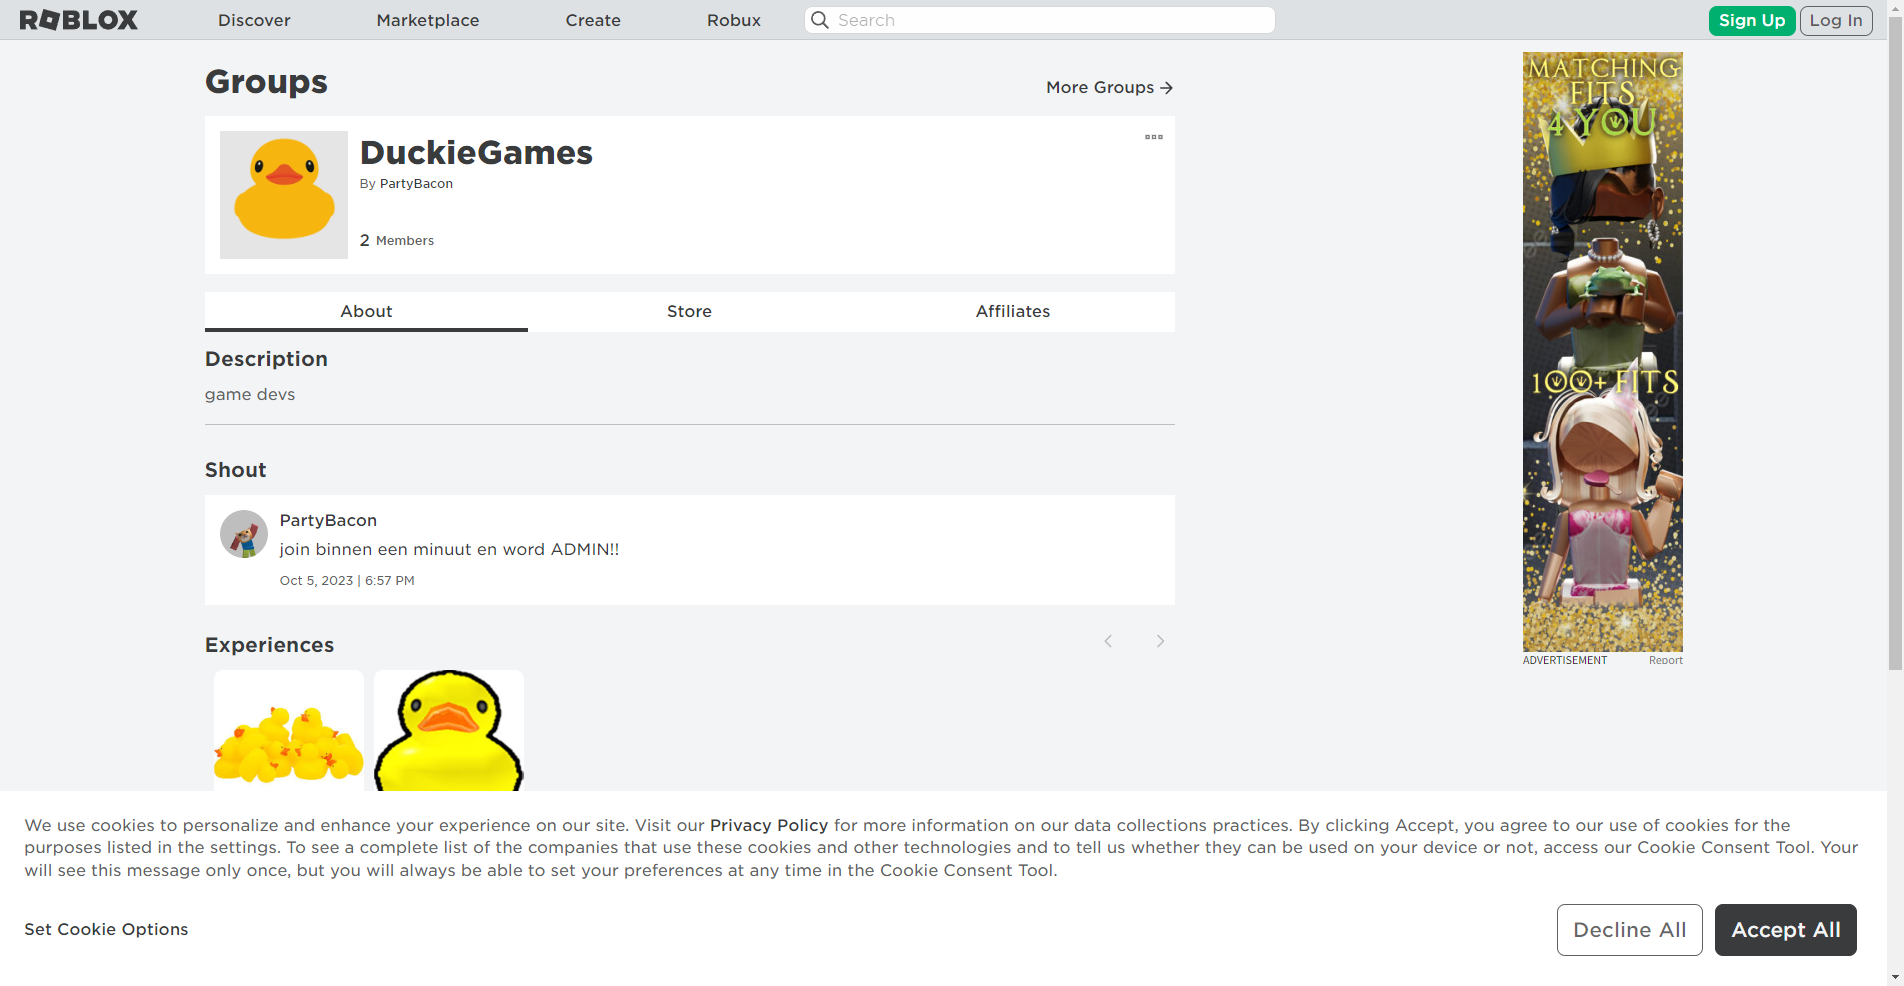 ROBLOX
Discover
Marketplace
Create
Robux
Search
Sign Up
Log In
Groups
More Groups
DuckieGames
By PartyBacon
2 Members
About
Store
Affiliates
Description
game devs
Shout
PartyBacon
join binnen een minuut en word ADMIN!!
Oct 5, 2023 | 6:57 PM
Experiences
MATCHING
FITS
4 YOU
100+ FITS
ADVERTISEMENT
Report
We use cookies to personalize and enhance your experience on our site. Visit our Privacy Policy for more information on our data collections practices. By clicking Accept, you agree to our use of cookies for the
purposes listed in the settings. To see a complete list of the companies that use these cookies and other technologies and to tell us whether they can be used on your device or not, access our Cookie Consent Tool. Your
will see this message only once, but you will always be able to set your preferences at any time in the Cookie Consent Tool.
Set Cookie Options
Decline All
Accept All